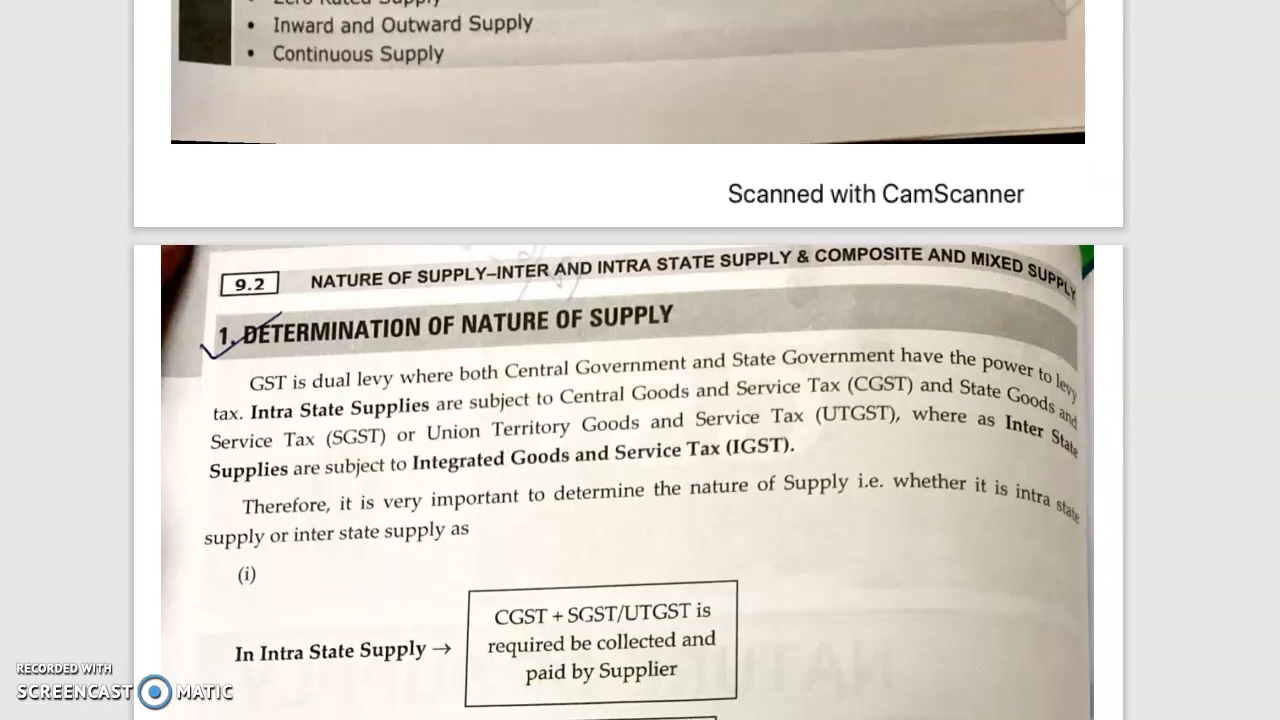 • Zero Rated Supply
• Inward and Outward Supply
• Continuous Supply
Scanned with CamScanner
9.2 NATURE OF SUPPLY–INTER AND INTRA STATE SUPPLY & COMPOSITE AND MIXED SUPPLY
1. DETERMINATION OF NATURE OF SUPPLY
GST is dual levy where both Central Government and State Government have the power to levy
tax. Intra State Supplies are subject to Central Goods and Service Tax (CGST) and State Goods and
Service Tax (SGST) or Union Territory Goods and Service Tax (UTGST), where as Inter State
Supplies are subject to Integrated Goods and Service Tax (IGST).
Therefore, it is very important to determine the nature of Supply i.e. whether it is intra state
supply or inter state supply as
(i)
CGST + SGST/UTGST is
In Intra State Supply → required be collected and
paid by Supplier
RECORDED WITH
SCREENCAST MATIC